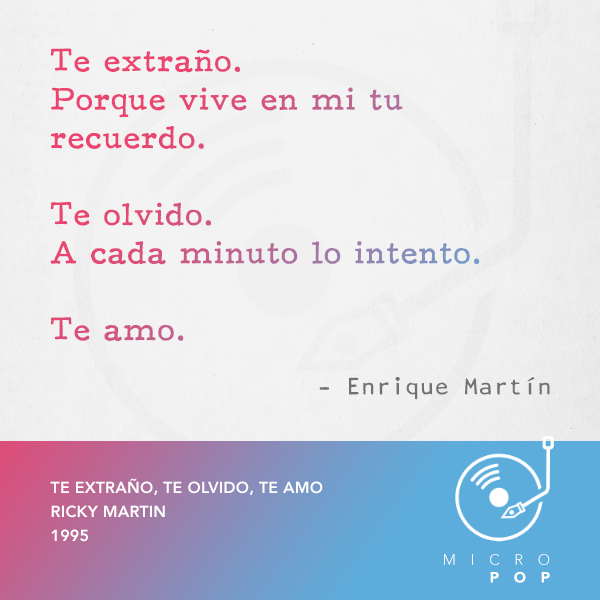 Te extraño.
Porque vive en mi tu
recuerdo.
Te olvido.
A cada minuto lo intento.
Te amo.
– Enrique Martín
TE EXTRAÑO, TE OLVIDO, TE AMO
RICKY MARTIN
1995
MICRO
POP